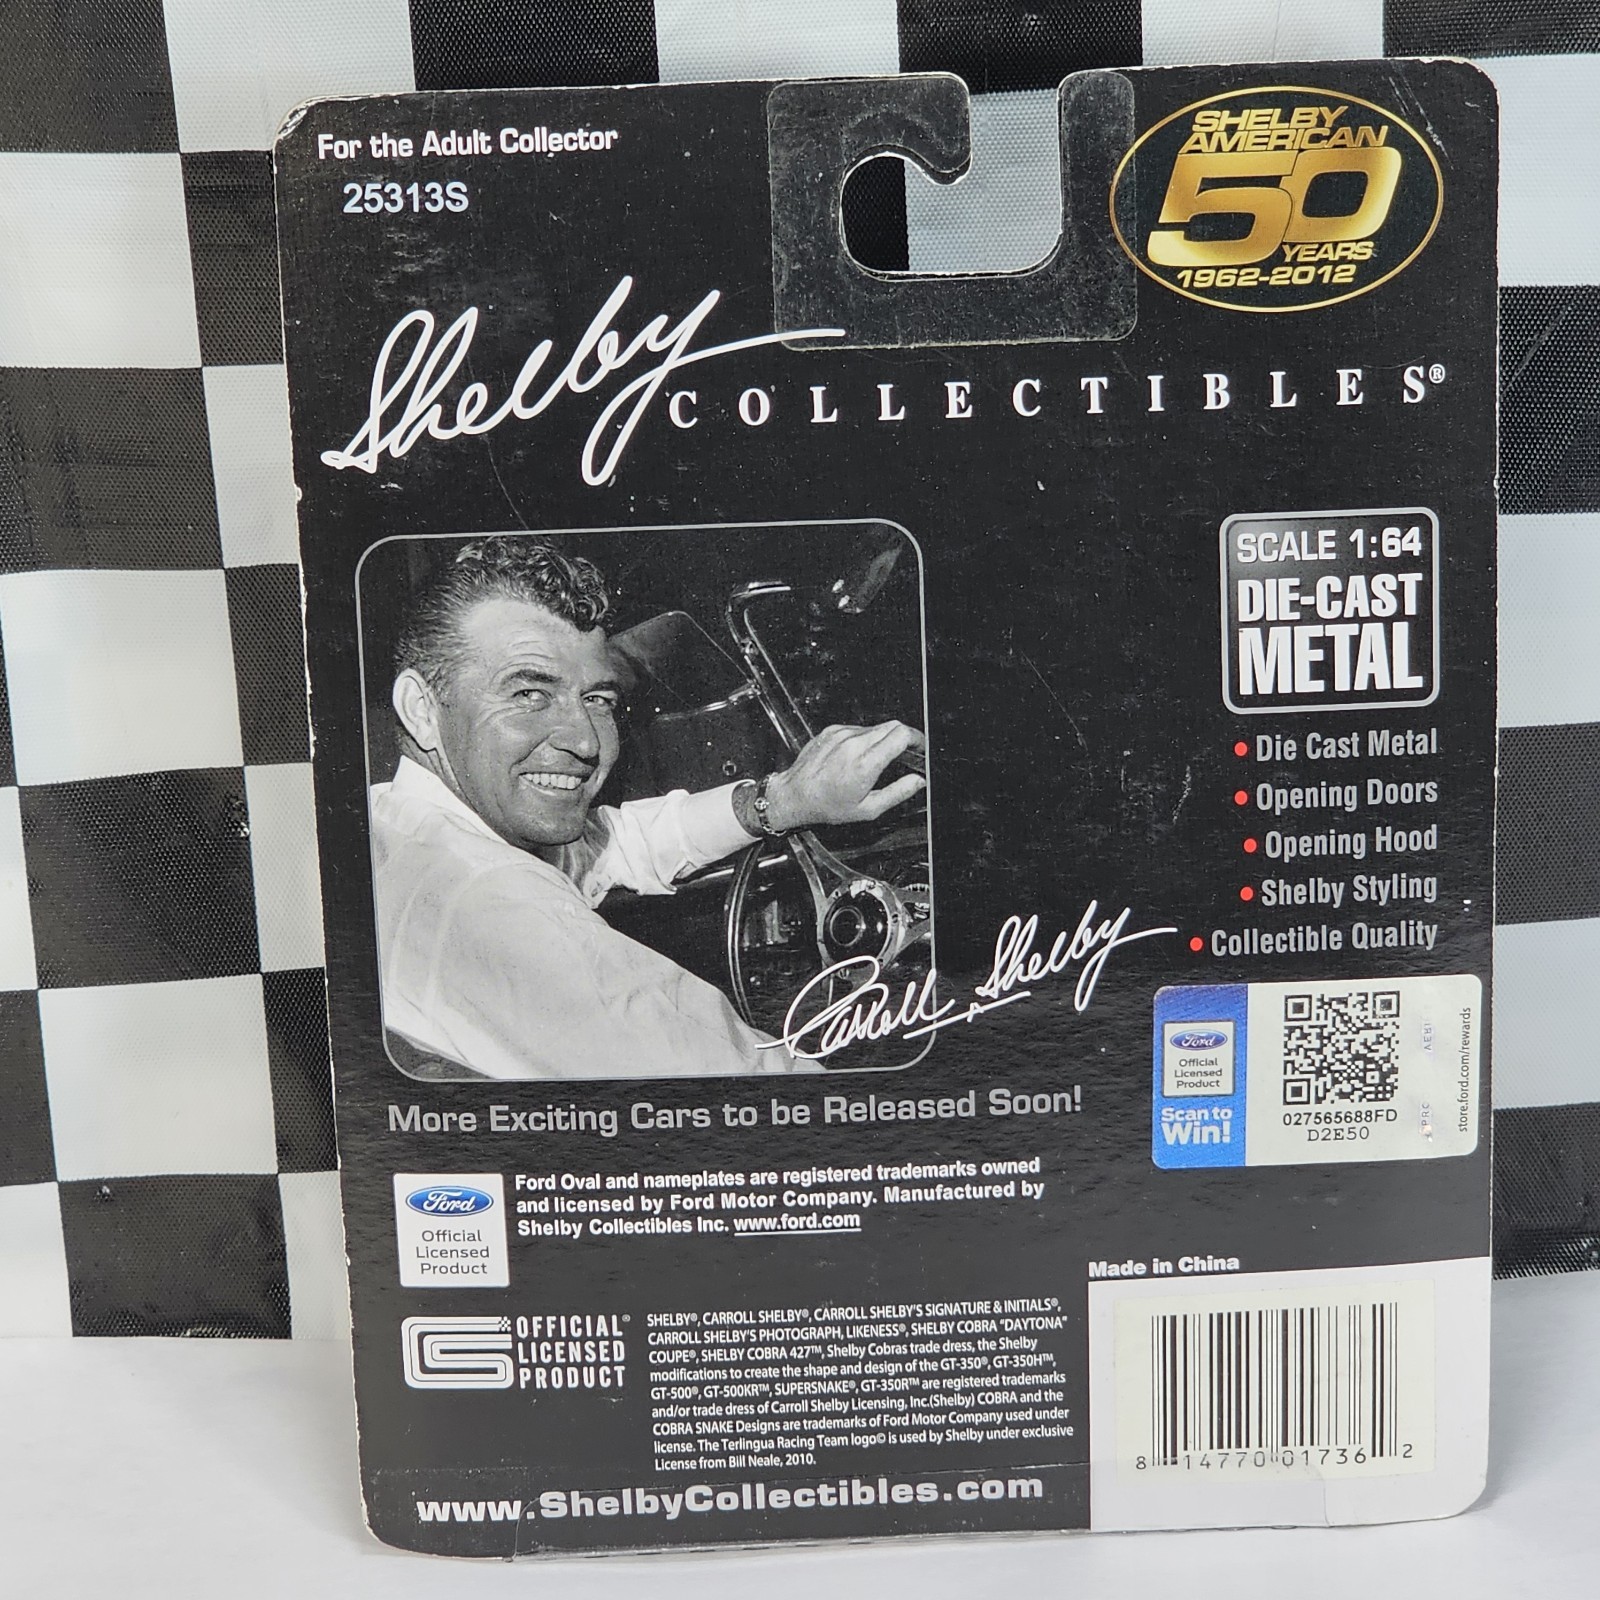 For the Adult Collector
25313S
SHELBY
AMERICAN
50
YEARS
1962-2012
Shelby
COLLECTIBLES®
SCALE 1:64
DIE-CAST
METAL
• Die Cast Metal
• Opening Doors
• Opening Hood
• Shelby Styling
• Collectible Quality
Carroll Shelby
Ford
Official
Licensed
Product
Scan to
Win!
027565688FD
D2E50
store.ford.com/rewards
More Exciting Cars to be Released Soon!
Ford
Official
Licensed
Product
Ford Oval and nameplates are registered trademarks owned
and licensed by Ford Motor Company. Manufactured by
Shelby Collectibles Inc. www.ford.com
OFFICIAL®
LICENSED
PRODUCT
SHELBY®, CARROLL SHELBY®, CARROLL SHELBY'S SIGNATURE & INITIALS®,
CARROLL SHELBY'S PHOTOGRAPH, LIKENESS®, SHELBY COBRA "DAYTONA"
COUPE®, SHELBY COBRA 427™, Shelby Cobras trade dress, the Shelby
modifications to create the shape and design of the GT-350®, GT-350H™,
GT-500®, GT-500KR™, SUPERSNAKE®, GT-350R™ are registered trademarks
and/or trade dress of Carroll Shelby Licensing, Inc.(Shelby) COBRA and the
COBRA SNAKE Designs are trademarks of Ford Motor Company used under
license. The Terlingua Racing Team logo© is used by Shelby under exclusive
License from Bill Neale, 2010.
www.ShelbyCollectibles.com
Made in China
8 14770 01736 2